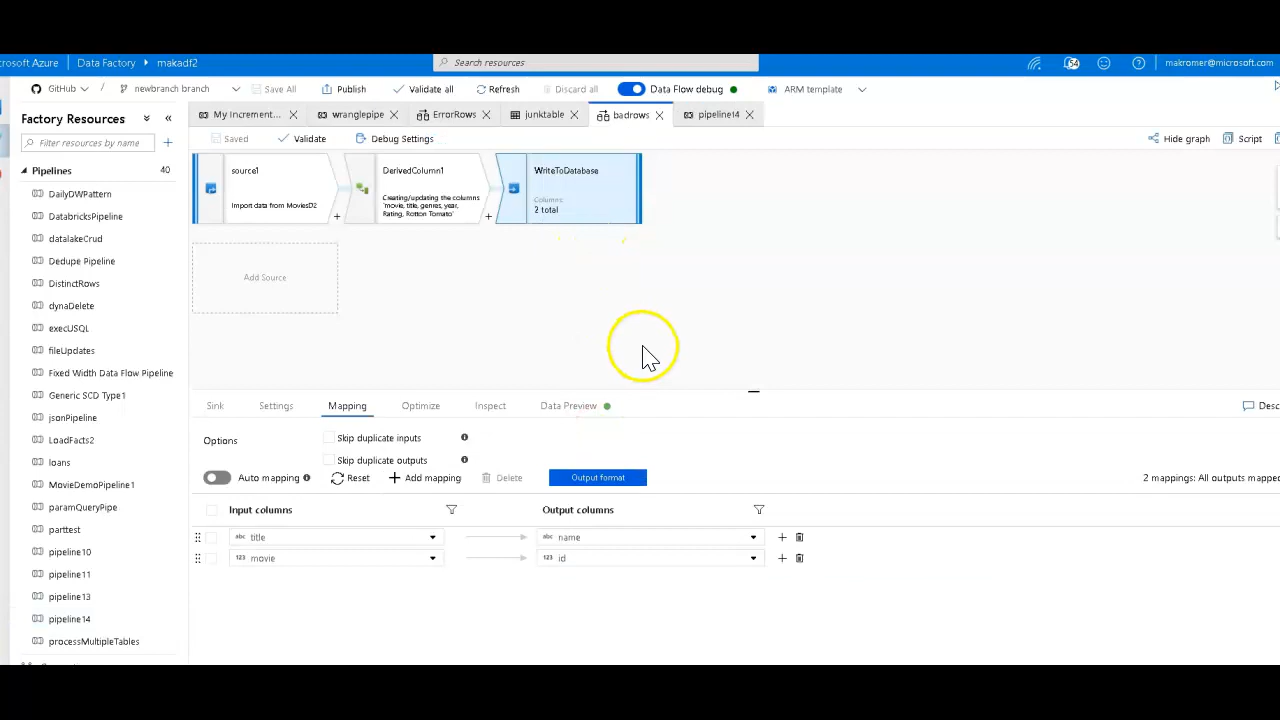 crosoft Azure Data Factory makadf2 Search resources 54 makromer@microsoft.com
GitHub newbranch branch Save All Publish Validate all Refresh Discard all Data Flow debug ARM template
Factory Resources
My Increment... wranglepipe ErrorRows junktable badrows pipeline14
Filter resources by name
Saved Validate Debug Settings Hide graph Script
Pipelines 40
DailyDWPattern
DatabricksPipeline
datalakeCrud
Dedupe Pipeline
DistinctRows
dynaDelete
execUSQL
fileUpdates
Fixed Width Data Flow Pipeline
Generic SCD Type1
jsonPipeline
LoadFacts2
loans
MovieDemoPipeline1
paramQueryPipe
parttest
pipeline10
pipeline11
pipeline13
pipeline14
processMultipleTables
source1
Import data from MoviesD2
DerivedColumn1
Creating/updating the columns
'movie, title, genres, year,
Rating, Rotton Tomato'
WriteToDatabase
Columns:
2 total
Add Source
Sink Settings Mapping Optimize Inspect Data Preview Desc
Options
Skip duplicate inputs
Skip duplicate outputs
Auto mapping Reset Add mapping Delete Output format 2 mappings: All outputs mapped
Input columns Output columns
abc title abc name
123 movie 123 id